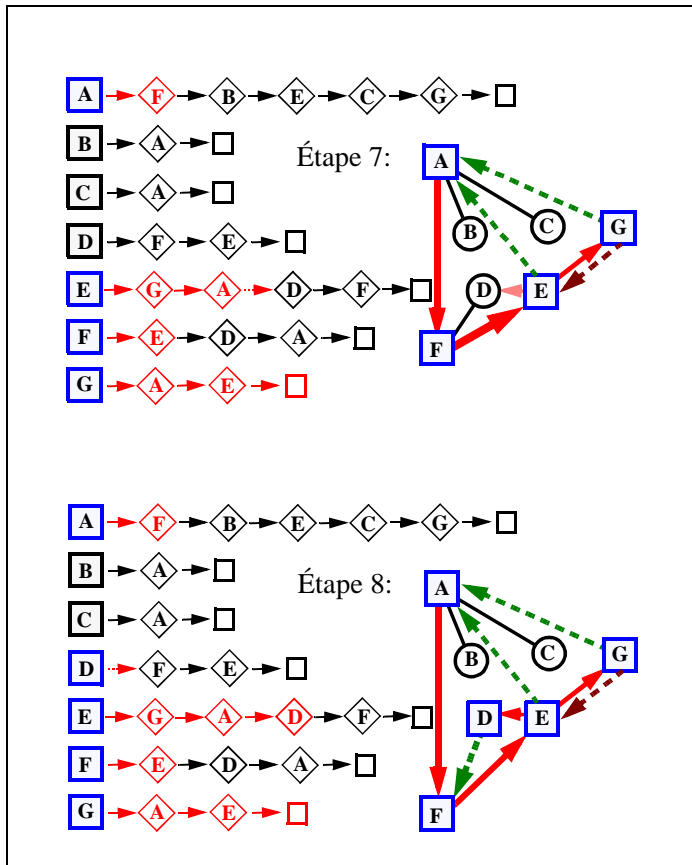 A F B E C G
B A
C A
D F E
E G A D F
F E D A
G A E
Étape 7:
A
B
C
G
D
E
F
A F B E C G
B A
C A
D F E
E G A D F
F E D A
G A E
Étape 8:
A
B
C
G
D
E
F